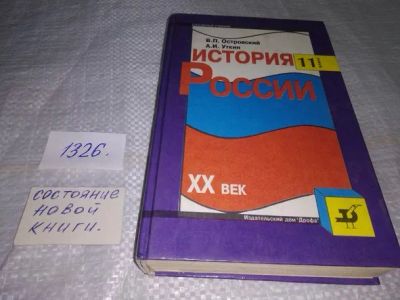 В.П. Островский
А.И. Уткин
ИСТОРИЯ
11
РОССИИ
XX ВЕК
Издательский дом "Дрофа"
1326.
состояние
новой
книги.